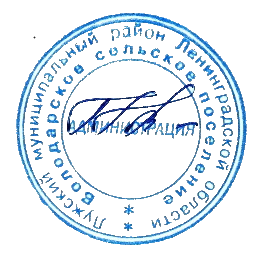 Лужский муниципальный район Ленинградской области
Володарское сельское поселение
АДМИНИСТРАЦИЯ